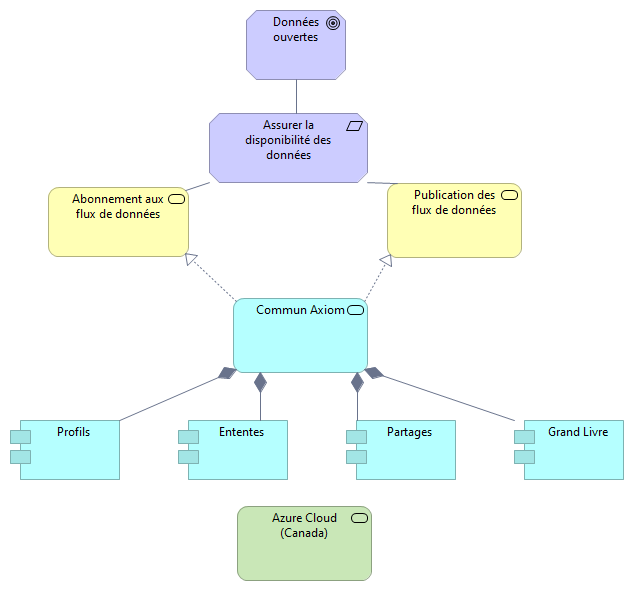 Données
ouvertes
Assurer la
disponibilité des
données
Abonnement aux
flux de données
Publication des
flux de données
Commun Axiom
Profils
Ententes
Partages
Grand Livre
Azure Cloud
(Canada)